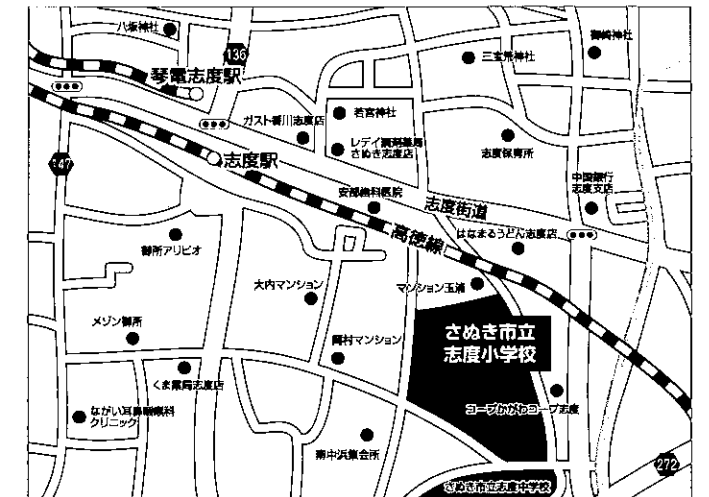 八坂神社
136
琴電志度駅
三宝荒神社
御崎神社
ガスト香川志度店
若宮神社
レデイ薬局
さぬき志度店
志度保育所
147
志度駅
中国銀行
志度支店
安部歯科医院
志度街道
高徳線
はなまるうどん志度店
御所アリビオ
大内マンション
マンション玉浦
メゾン御所
岡村マンション
さぬき市立
志度小学校
くま薬局志度店
コープかがわコープ志度
ながい耳鼻咽喉科
クリニック
南中浜集会所
272
さぬき市立志度中学校